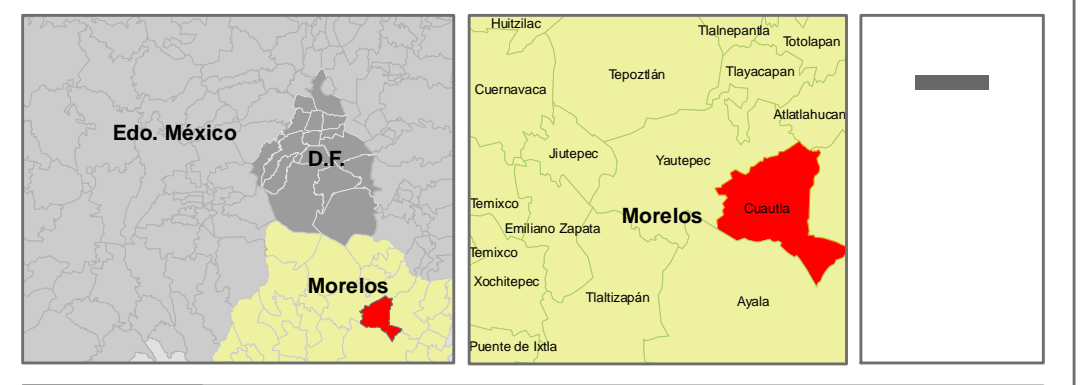 Edo. México
D.F.
Morelos
Huitzilac
Tlalnepantla
Totolapan
Tepoztlán
Tlayacapan
Cuernavaca
Atlatlahucan
Jiutepec
Yautepec
Temixco
Morelos
Cuautla
Emiliano Zapata
Temixco
Xochitepec
Tlaltizapán
Ayala
Puente de Ixtla